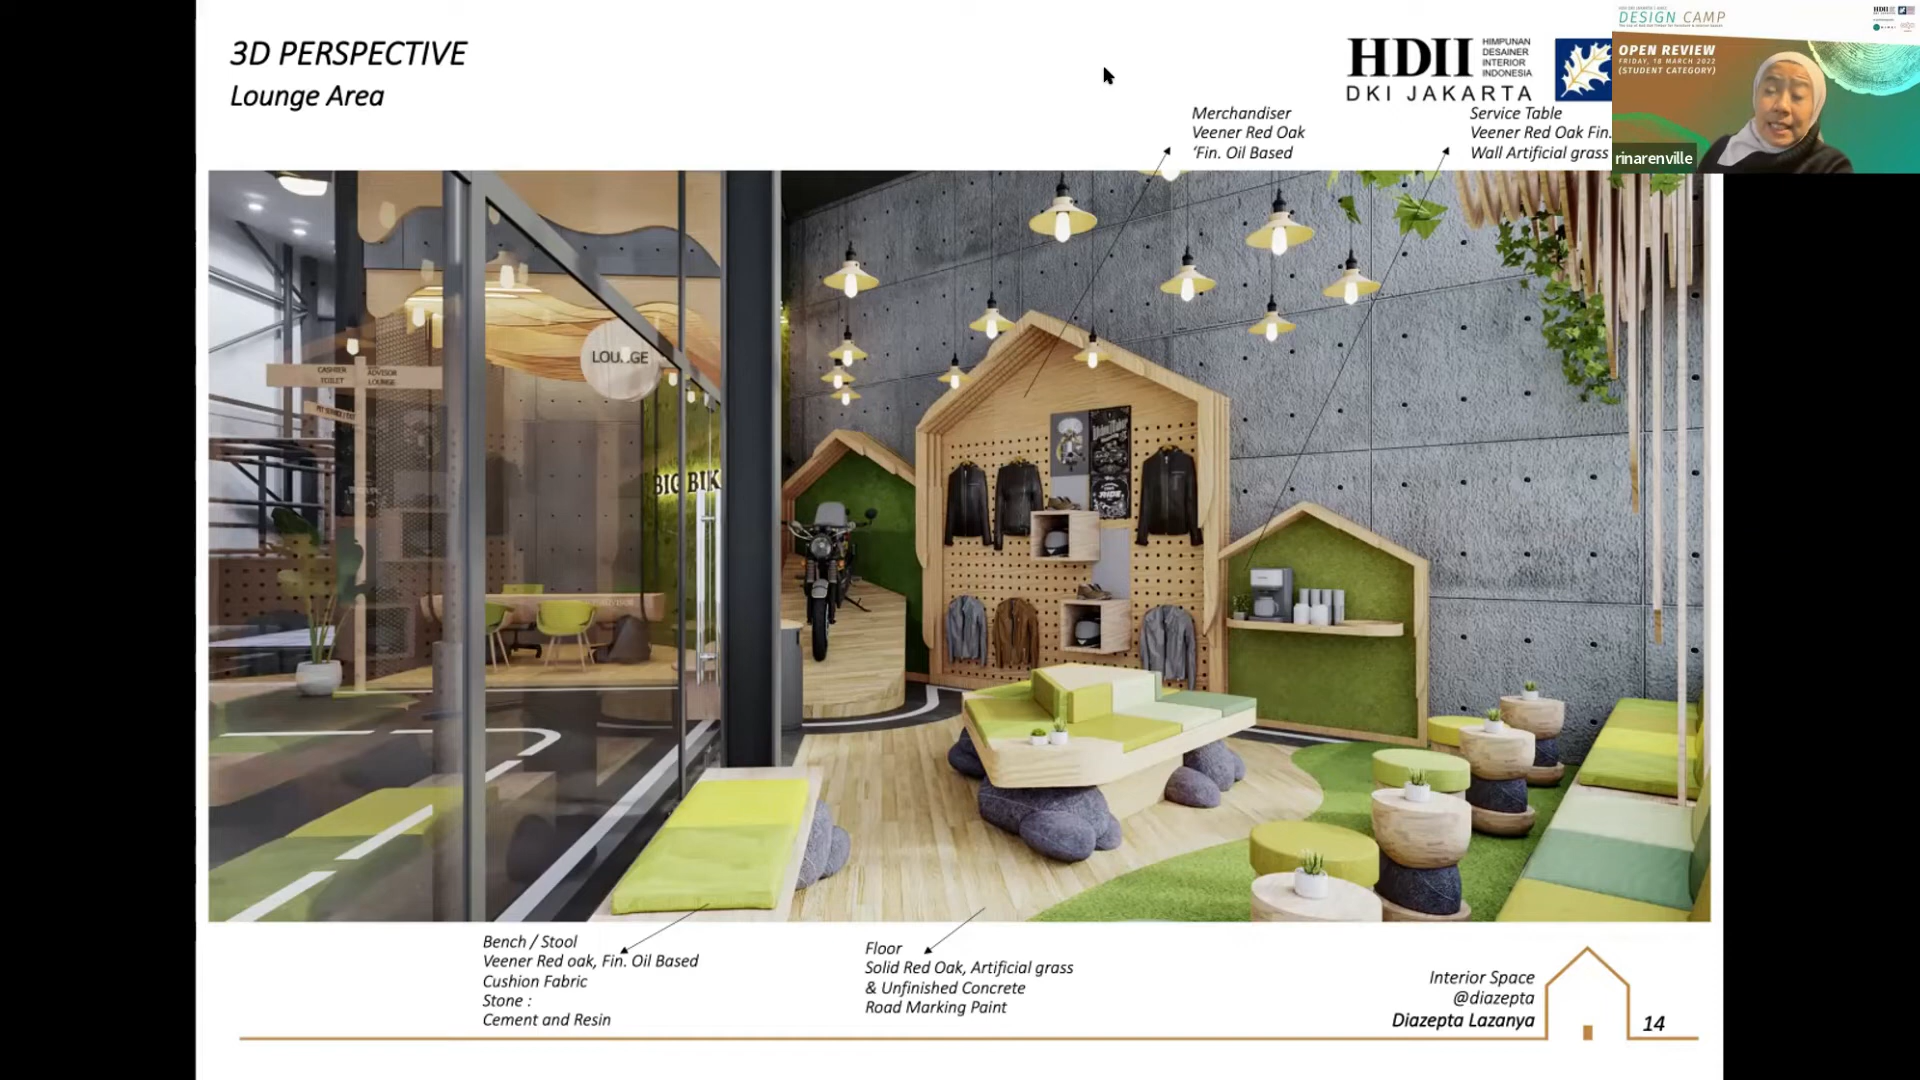 3D PERSPECTIVE
Lounge Area
HDII
HIMPUNAN
DESAINER
INTERIOR
INDONESIA
DKI JAKARTA
DESIGN CAMP
OPEN REVIEW
FRIDAY, 18 MARCH 2022
(STUDENT CATEGORY)
rinarenville
Merchandiser
Veener Red Oak
‘Fin. Oil Based
Service Table
Veener Red Oak Fin.
Wall Artificial grass
LOU GE
CASHIER
TOILET
ADVISOR
LOUNGE
BIG BIK
RIDE
Bench / Stool
Veener Red oak, Fin. Oil Based
Cushion Fabric
Stone :
Cement and Resin
Floor
Solid Red Oak, Artificial grass
& Unfinished Concrete
Road Marking Paint
Interior Space
@diazepta
Diazepta Lazanya
14